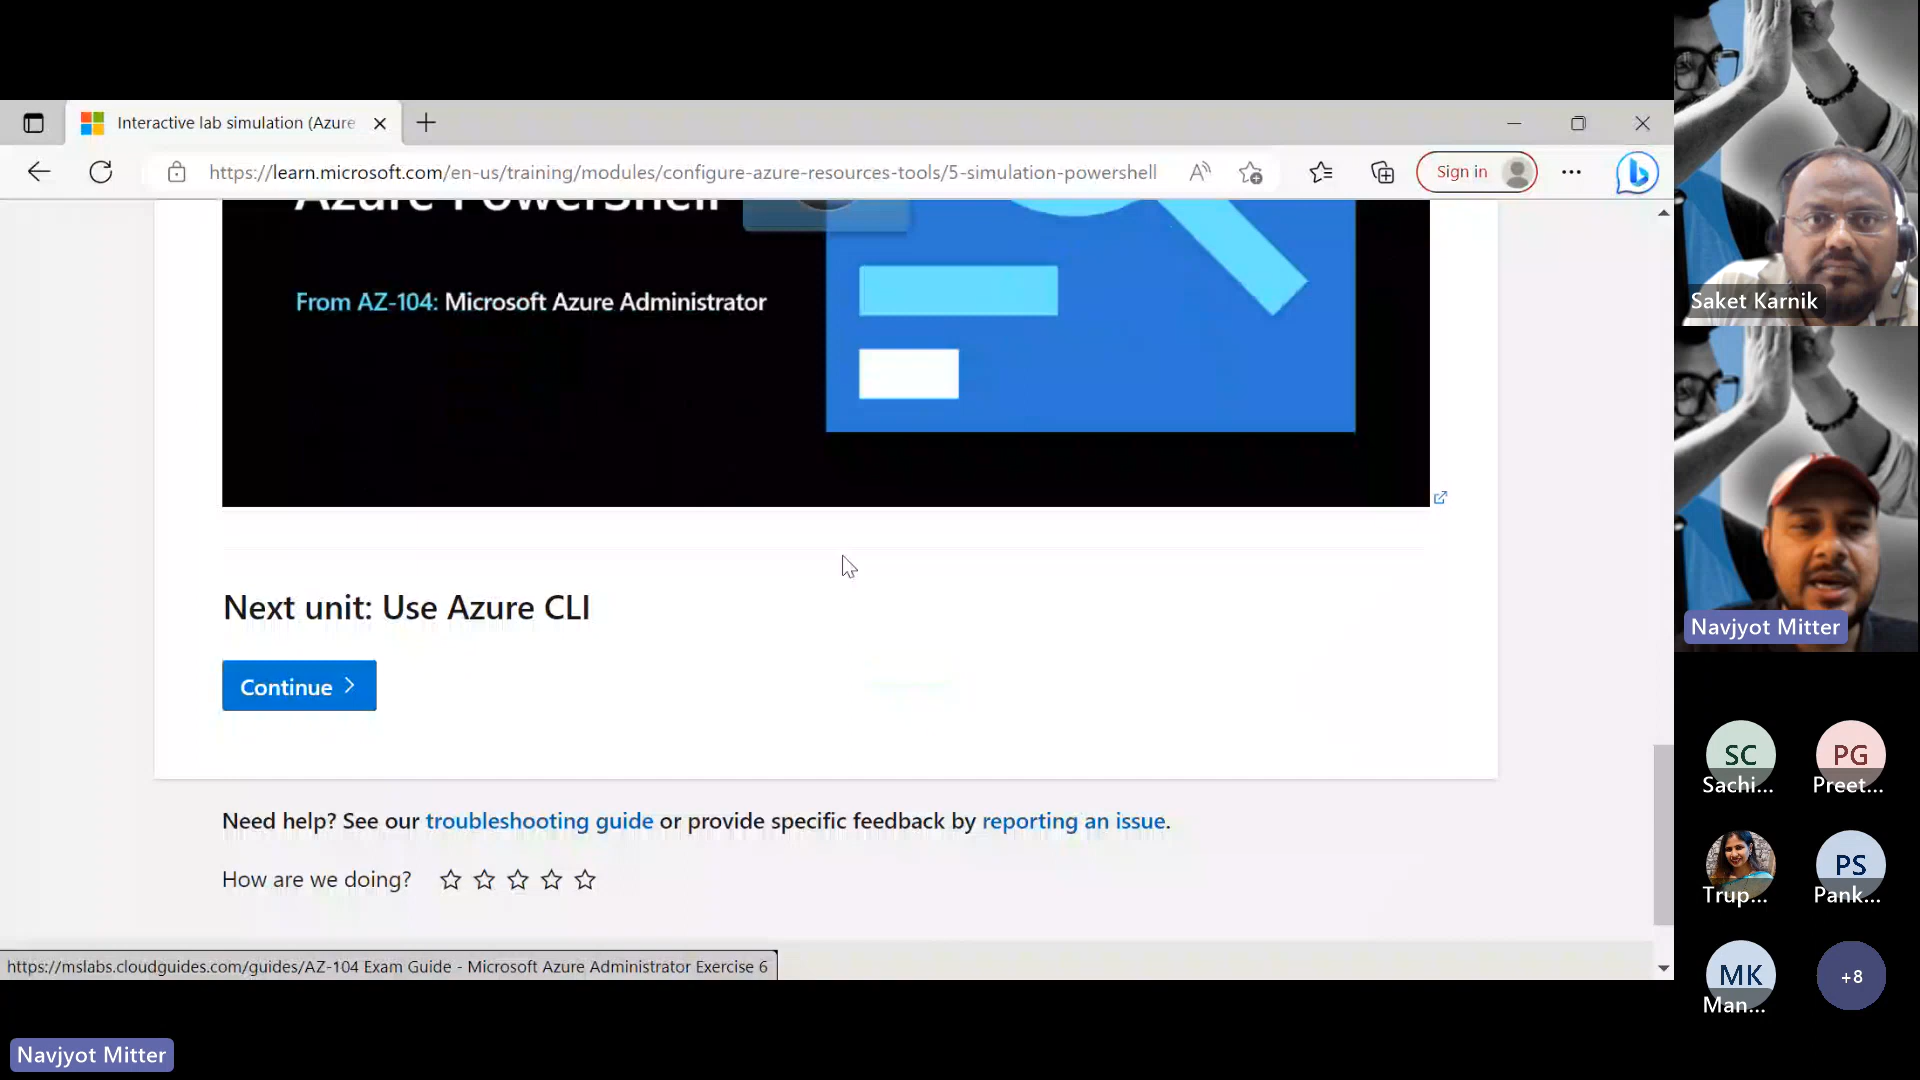 Interactive lab simulation (Azure
https://learn.microsoft.com/en-us/training/modules/configure-azure-resources-tools/5-simulation-powershell
Sign in
Azure PowerShell
From AZ-104: Microsoft Azure Administrator
Next unit: Use Azure CLI
Continue
Need help? See our troubleshooting guide or provide specific feedback by reporting an issue.
How are we doing?
https://mslabs.cloudguides.com/guides/AZ-104 Exam Guide - Microsoft Azure Administrator Exercise 6
Navjyot Mitter
Saket Karnik
Navjyot Mitter
SC
Sachi...
PG
Preet...
Trup...
PS
Pank...
MK
Man...
+8